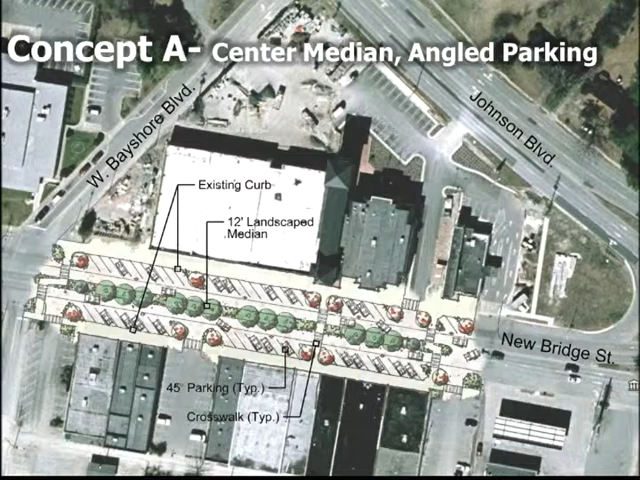 Concept A- Center Median, Angled Parking
W. Bayshore Blvd.
Johnson Blvd.
Existing Curb
12' Landscaped
Median
New Bridge St.
45' Parking (Typ.)
Crosswalk (Typ.)